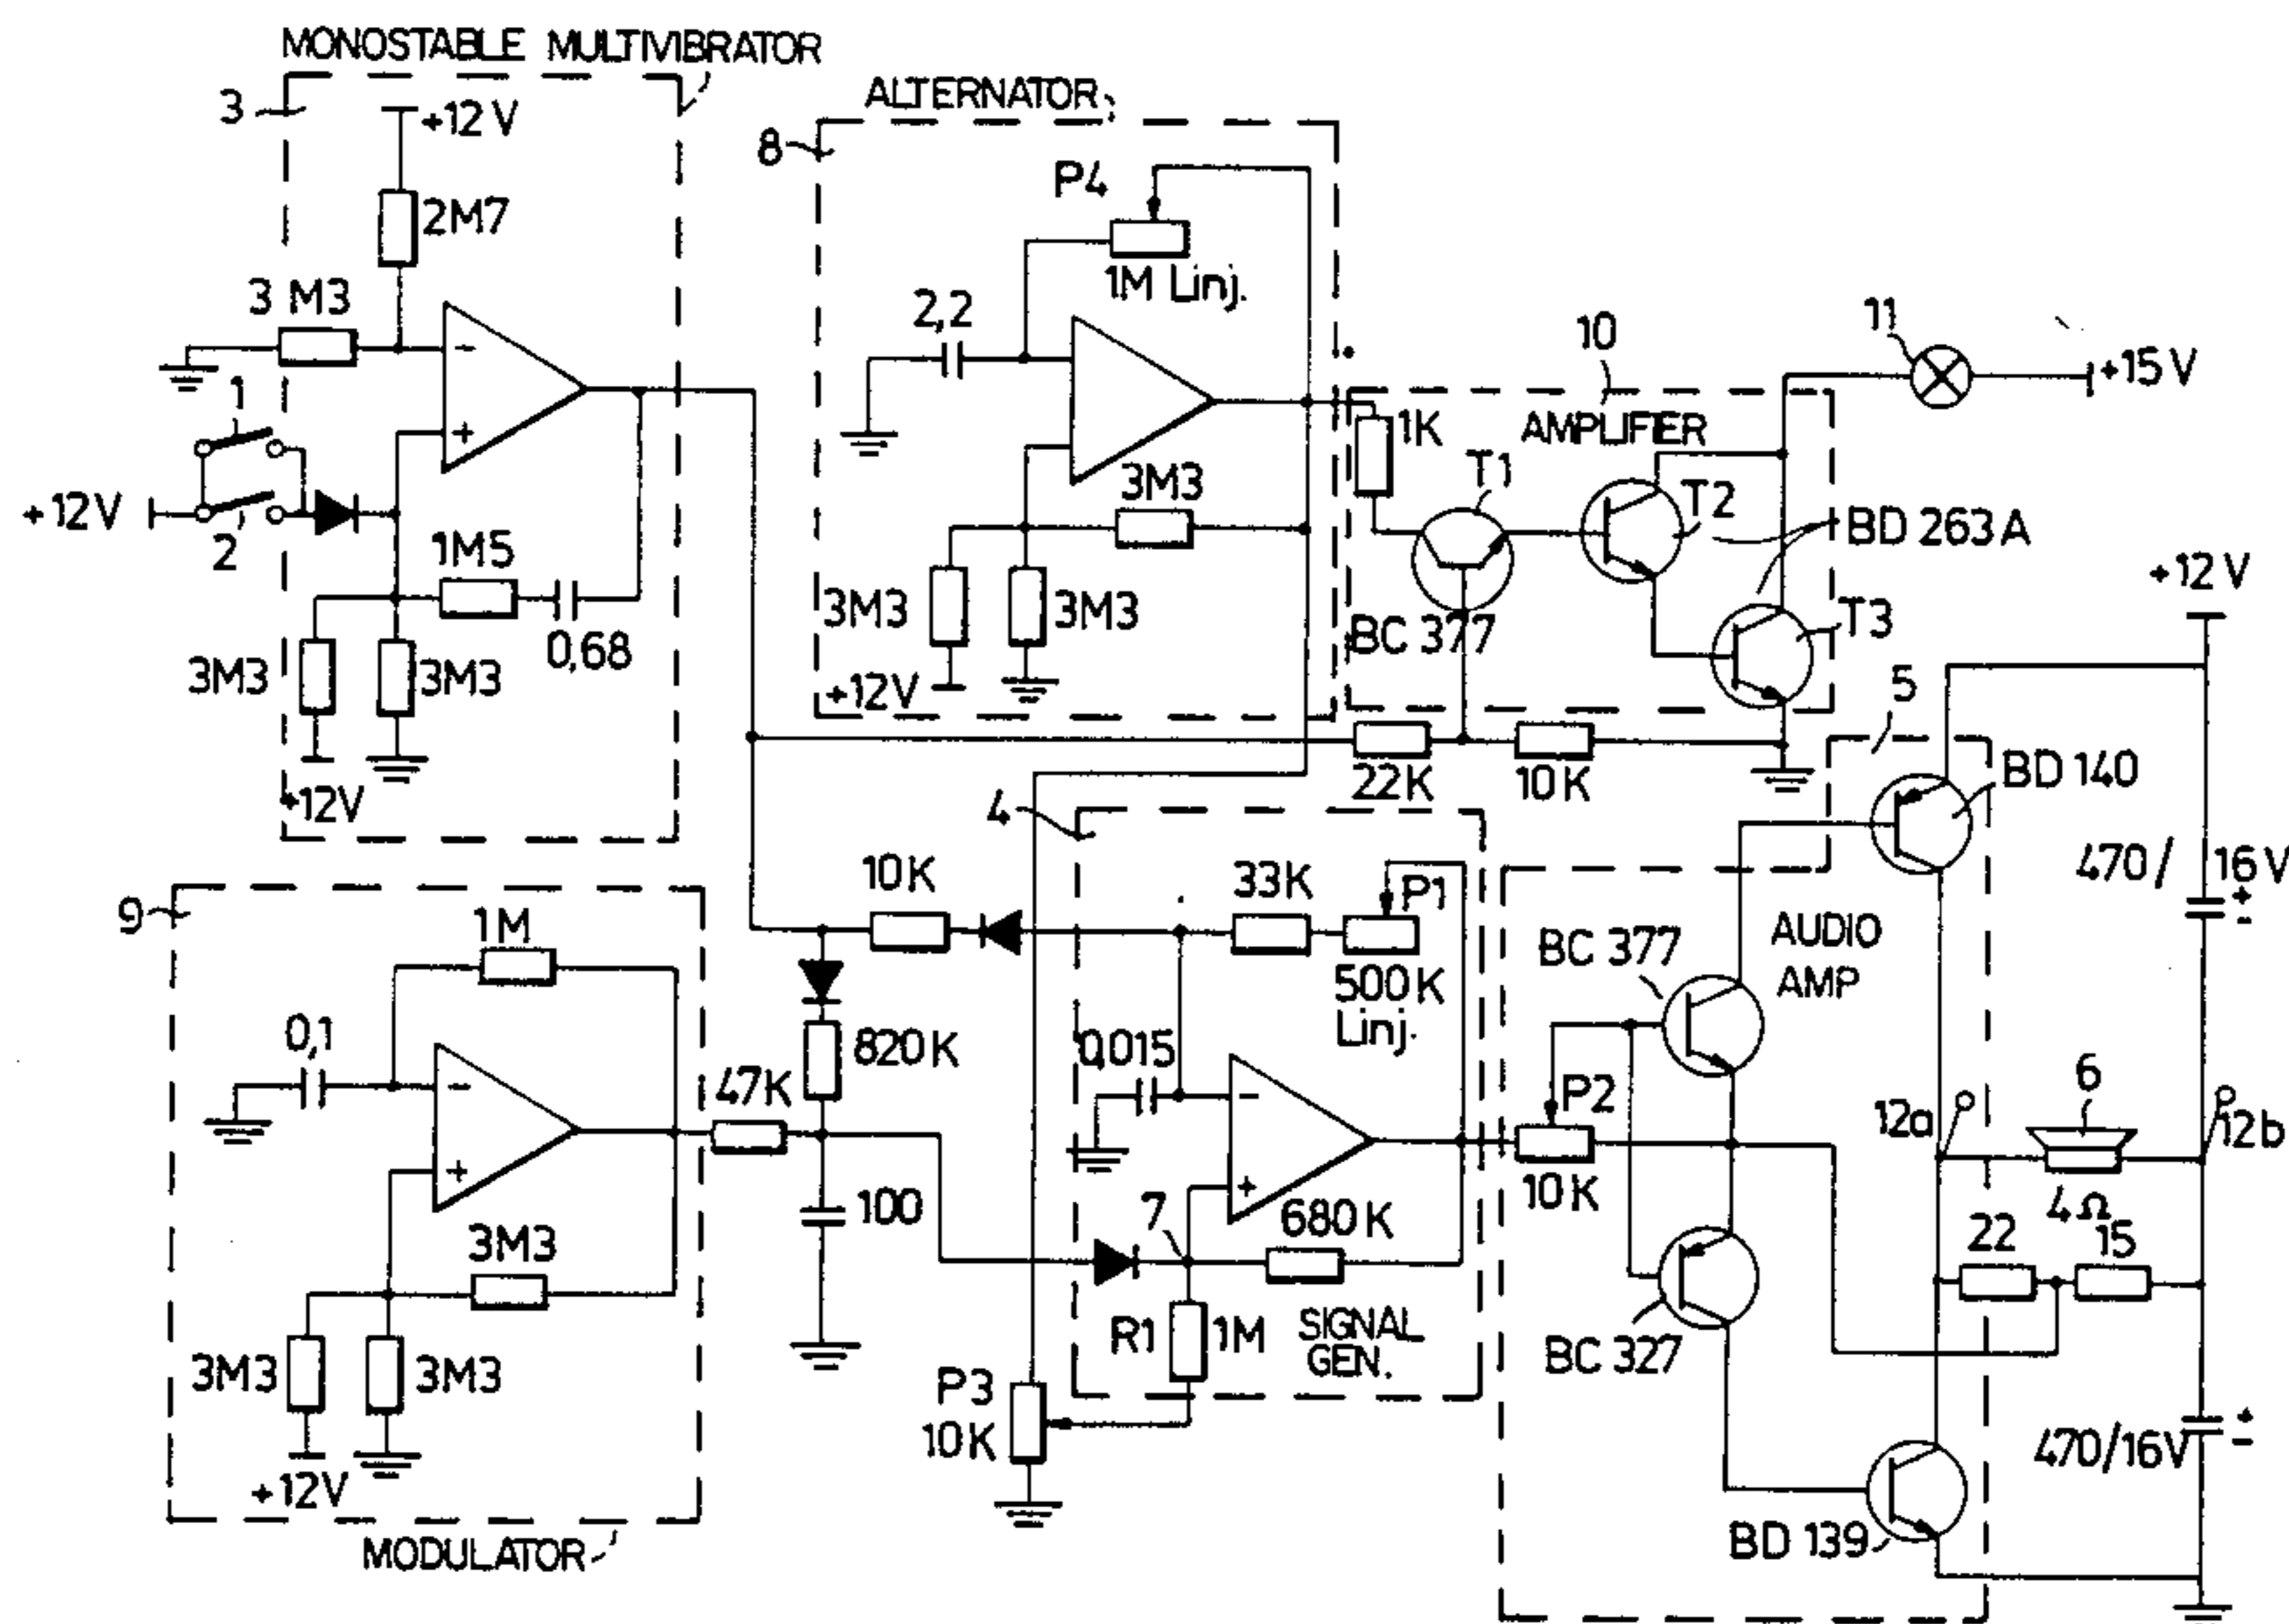 MONOSTABLE MULTIVIBRATOR
3
+12V
2M7
3 M3
-
+
1
2
+12V
1M5
0,68
3M3
3M3
+12V
ALTERNATOR
8
P4
1M Linj.
2,2
3M3
3M3
3M3
+12V
10
AMPLIFIER
1K
T1
T2
BC 377
BD 263A
T3
11
+15V
22K
10K
+12V
5
BD 140
470/ 16V
+
-
9
1M
0,1
-
+
3M3
3M3
3M3
+12V
MODULATOR
47K
10K
820K
100
4
33K
P1
500K
Linj.
0,015
-
+
7
680K
R1
1M
SIGNAL
GEN.
P3
10K
P2
10K
BC 377
AUDIO
AMP
BC 327
12a
6
12b
4Ω
22
15
470/16V
+
-
BD 139